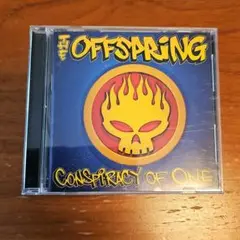 THE OFFSPRING
CONSPIRACY OF ONE